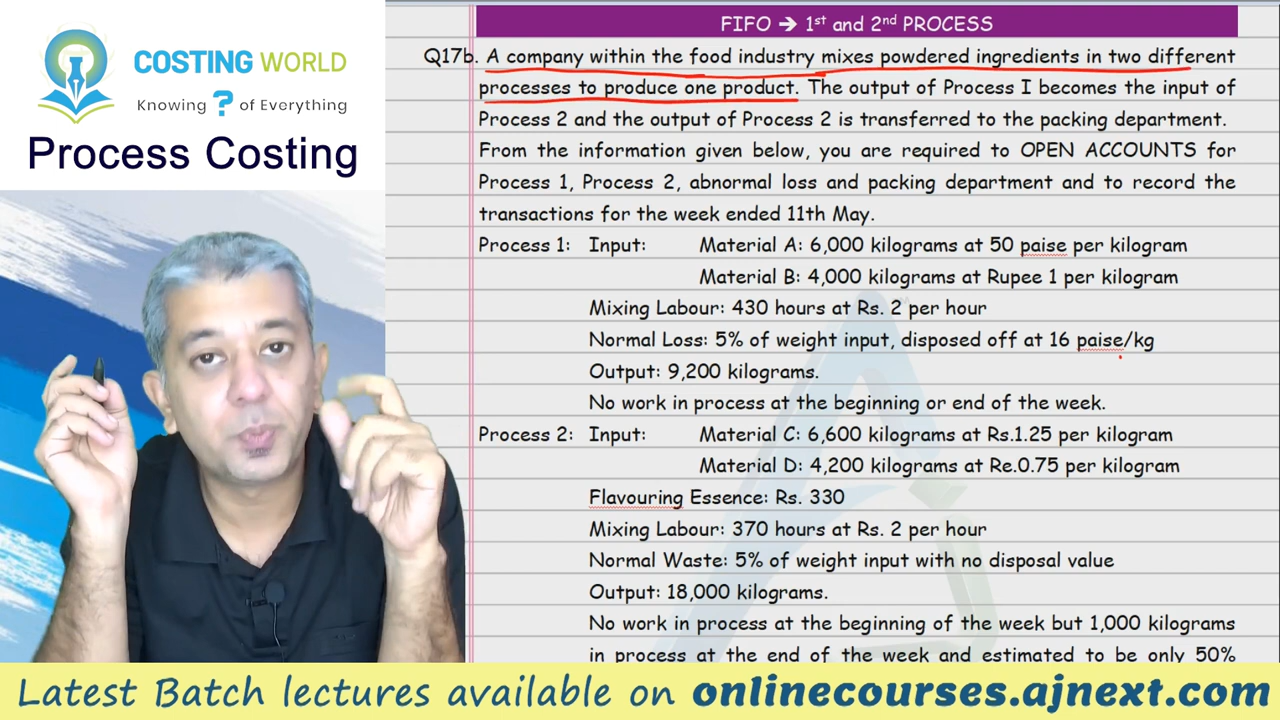 COSTING WORLD
Knowing ? of Everything
Process Costing
FIFO → 1st and 2nd PROCESS
Q17b. A company within the food industry mixes powdered ingredients in two different
processes to produce one product. The output of Process I becomes the input of
Process 2 and the output of Process 2 is transferred to the packing department.
From the information given below, you are required to OPEN ACCOUNTS for
Process 1, Process 2, abnormal loss and packing department and to record the
transactions for the week ended 11th May.
Process 1: Input: Material A: 6,000 kilograms at 50 paise per kilogram
Material B: 4,000 kilograms at Rupee 1 per kilogram
Mixing Labour: 430 hours at Rs. 2 per hour
Normal Loss: 5% of weight input, disposed off at 16 paise/kg
Output: 9,200 kilograms.
No work in process at the beginning or end of the week.
Process 2: Input: Material C: 6,600 kilograms at Rs.1.25 per kilogram
Material D: 4,200 kilograms at Re.0.75 per kilogram
Flavouring Essence: Rs. 330
Mixing Labour: 370 hours at Rs. 2 per hour
Normal Waste: 5% of weight input with no disposal value
Output: 18,000 kilograms.
No work in process at the beginning of the week but 1,000 kilograms
in process at the end of the week and estimated to be only 50%
Latest Batch lectures available on onlinecourses.ajnext.com